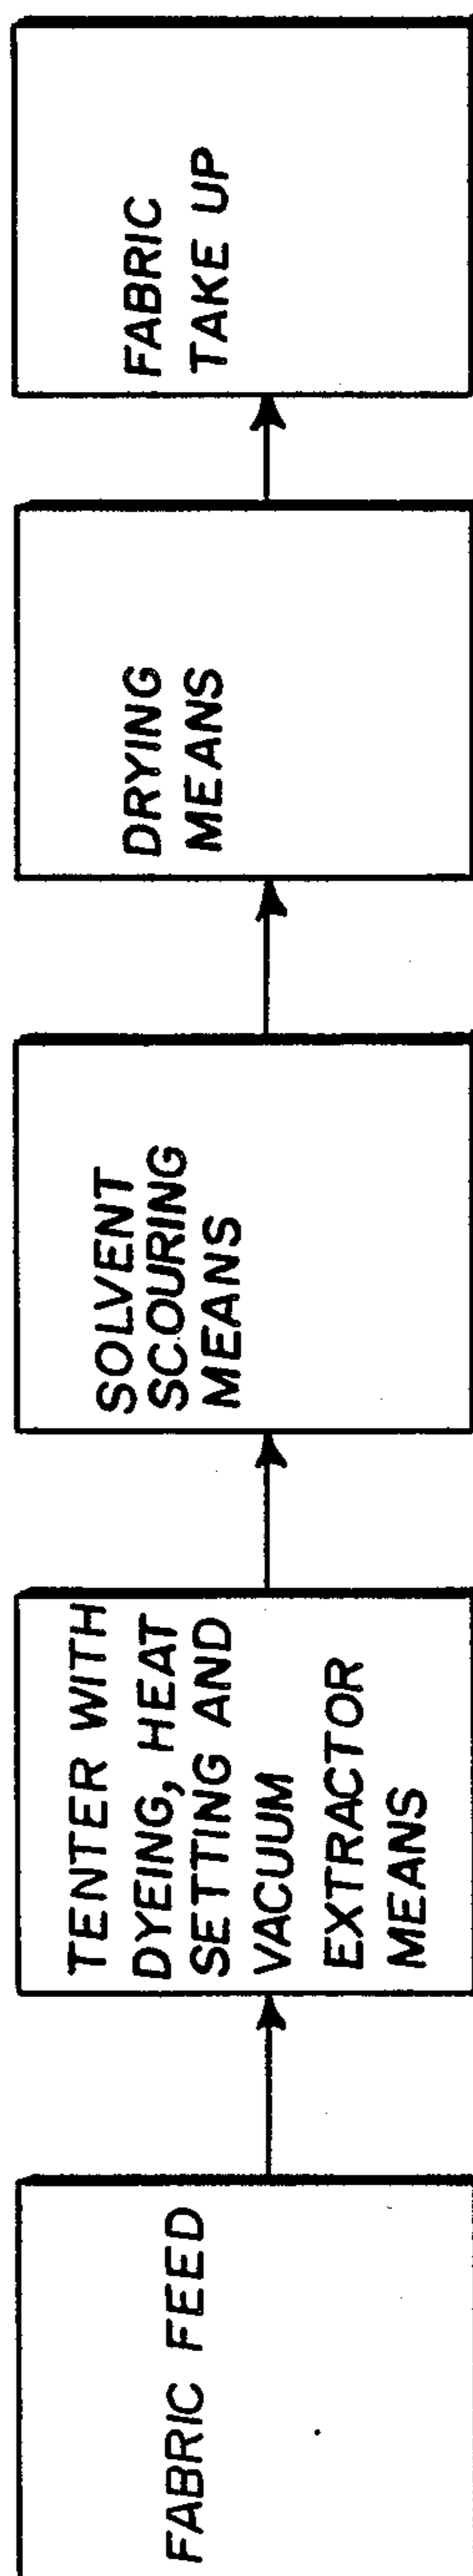 FABRIC FEED
TENTER WITH
DYEING, HEAT
SETTING AND
VACUUM
EXTRACTOR
MEANS
SOLVENT
SCOURING
MEANS
DRYING
MEANS
FABRIC
TAKE UP